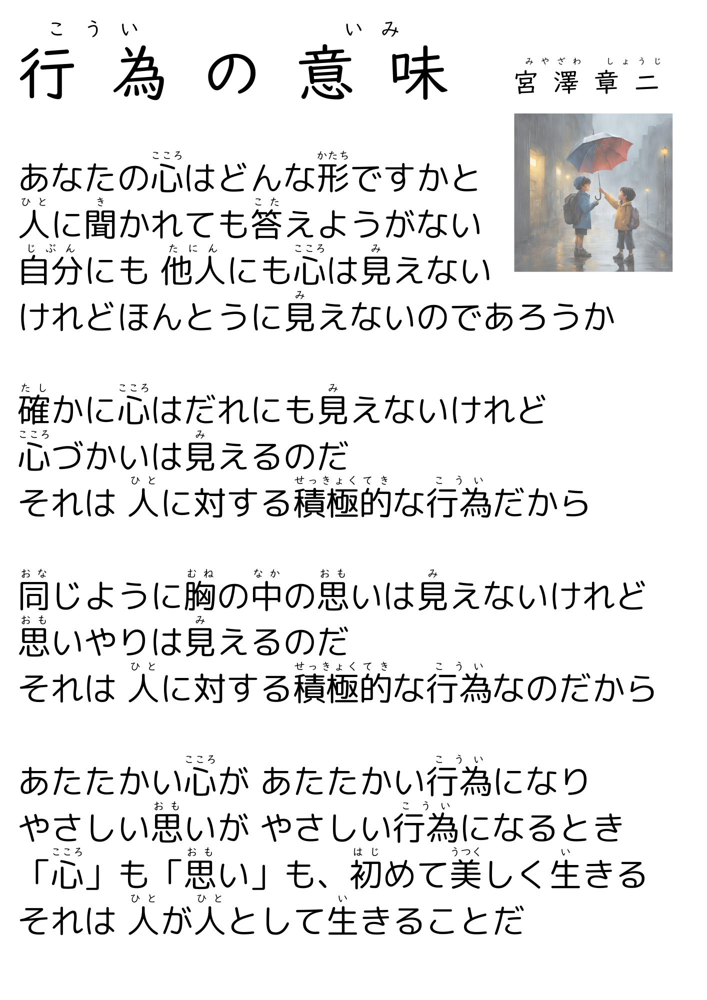 こうい いみ
行為の意味
みやざわ しょうじ
宮澤章二
こころ かたち
あなたの心はどんな形ですかと
ひと き こた
人に聞かれても答えようがない
じぶん たにん こころ み
自分にも 他人にも心は見えない
み
けれどほんとうに見えないのであろうか
たし こころ み
確かに心はだれにも見えないけれど
こころ み
心づかいは見えるのだ
ひと せっきょくてき こうい
それは 人に対する積極的な行為だから
おな むね なか おも み
同じように胸の中の思いは見えないけれど
おも み
思いやりは見えるのだ
ひと せっきょくてき こうい
それは 人に対する積極的な行為なのだから
こころ こうい
あたたかい心が あたたかい行為になり
おも こうい
やさしい思いが やさしい行為になるとき
こころ おも はじ うつく い
「心」も「思い」も、初めて美しく生きる
ひと ひと い
それは 人が人として生きることだ